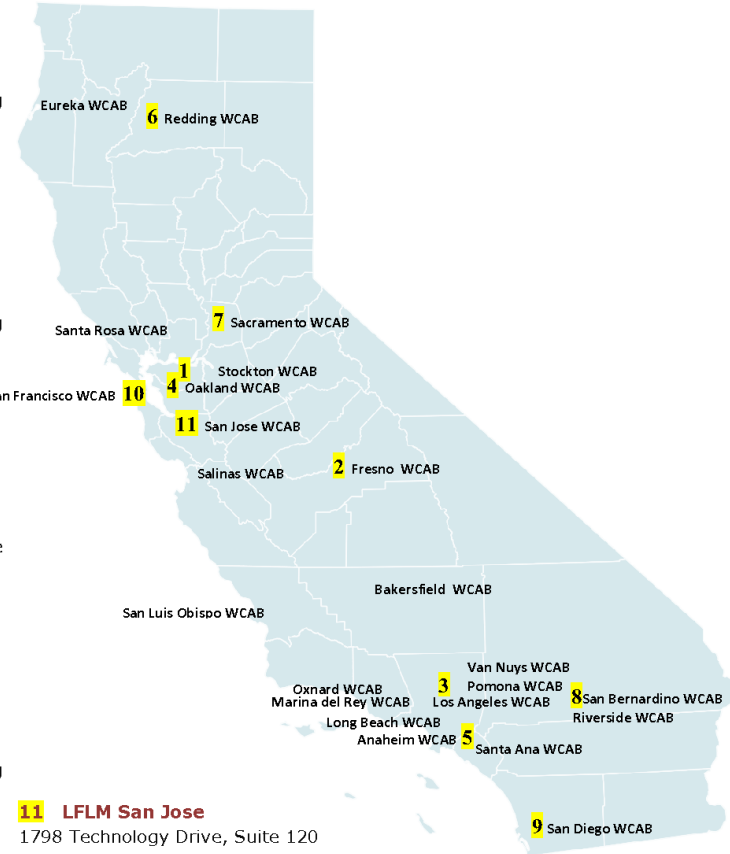 g
Eureka WCAB
6 Redding WCAB
g
7 Sacramento WCAB
Santa Rosa WCAB
1 Stockton WCAB
4 Oakland WCAB
an Francisco WCAB 10
11 San Jose WCAB
2 Fresno WCAB
Salinas WCAB
e
Bakersfield WCAB
San Luis Obispo WCAB
Van Nuys WCAB
3 Pomona WCAB
Oxnard WCAB
8 San Bernardino WCAB
Marina del Rey WCAB Los Angeles WCAB
Riverside WCAB
Long Beach WCAB
Anaheim WCAB 5
Santa Ana WCAB
g
11 LFLM San Jose
1798 Technology Drive, Suite 120
9 San Diego WCAB